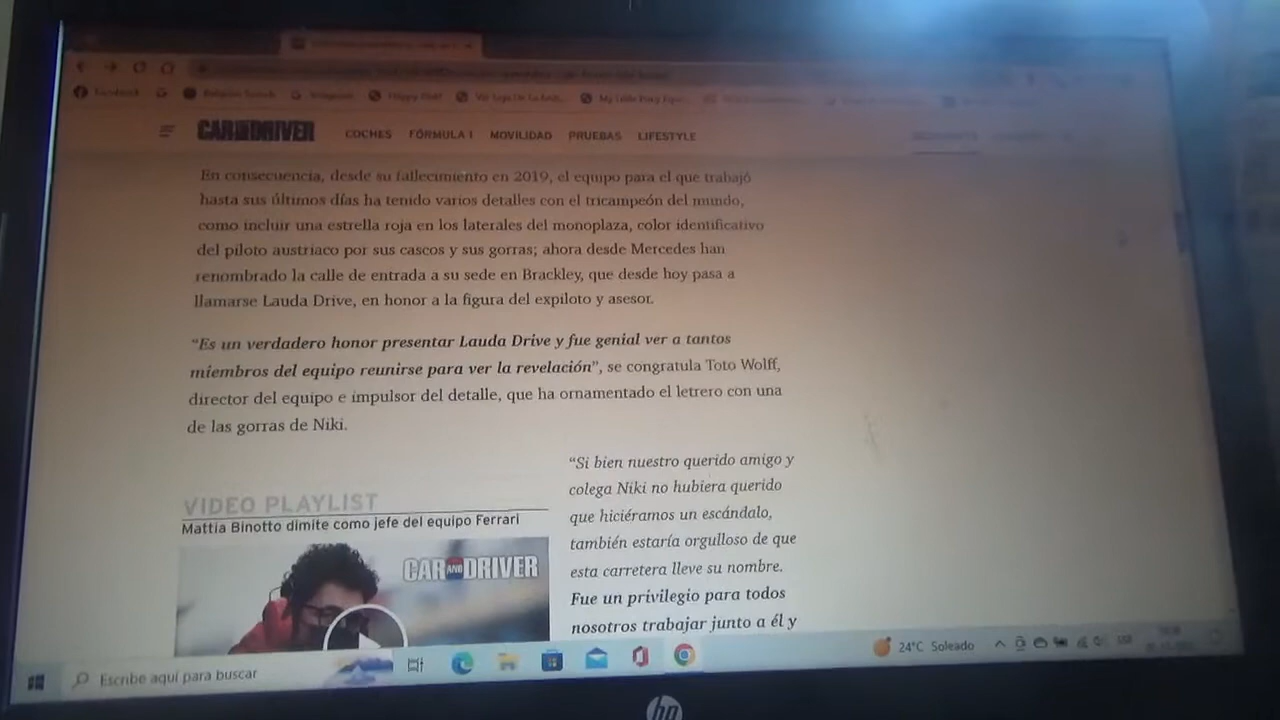 Facebook
CAR AND DRIVER
COCHES FÓRMULA 1 MOVILIDAD PRUEBAS LIFESTYLE
En consecuencia, desde su fallecimiento en 2019, el equipo para el que trabajó
hasta sus últimos días ha tenido varios detalles con el tricampeón del mundo,
como incluir una estrella roja en los laterales del monoplaza, color identificativo
del piloto austriaco por sus cascos y sus gorras; ahora desde Mercedes han
renombrado la calle de entrada a su sede en Brackley, que desde hoy pasa a
llamarse Lauda Drive, en honor a la figura del expiloto y asesor.
“Es un verdadero honor presentar Lauda Drive y fue genial ver a tantos
miembros del equipo reunirse para ver la revelación”, se congratula Toto Wolff,
director del equipo e impulsor del detalle, que ha ornamentado el letrero con una
de las gorras de Niki.
VIDEO PLAYLIST
Mattia Binotto dimite como jefe del equipo Ferrari
CAR AND DRIVER
“Si bien nuestro querido amigo y
colega Niki no hubiera querido
que hiciéramos un escándalo,
también estaría orgulloso de que
esta carretera lleve su nombre.
Fue un privilegio para todos
nosotros trabajar junto a él y
Escribe aquí para buscar
24°C Soleado
hp